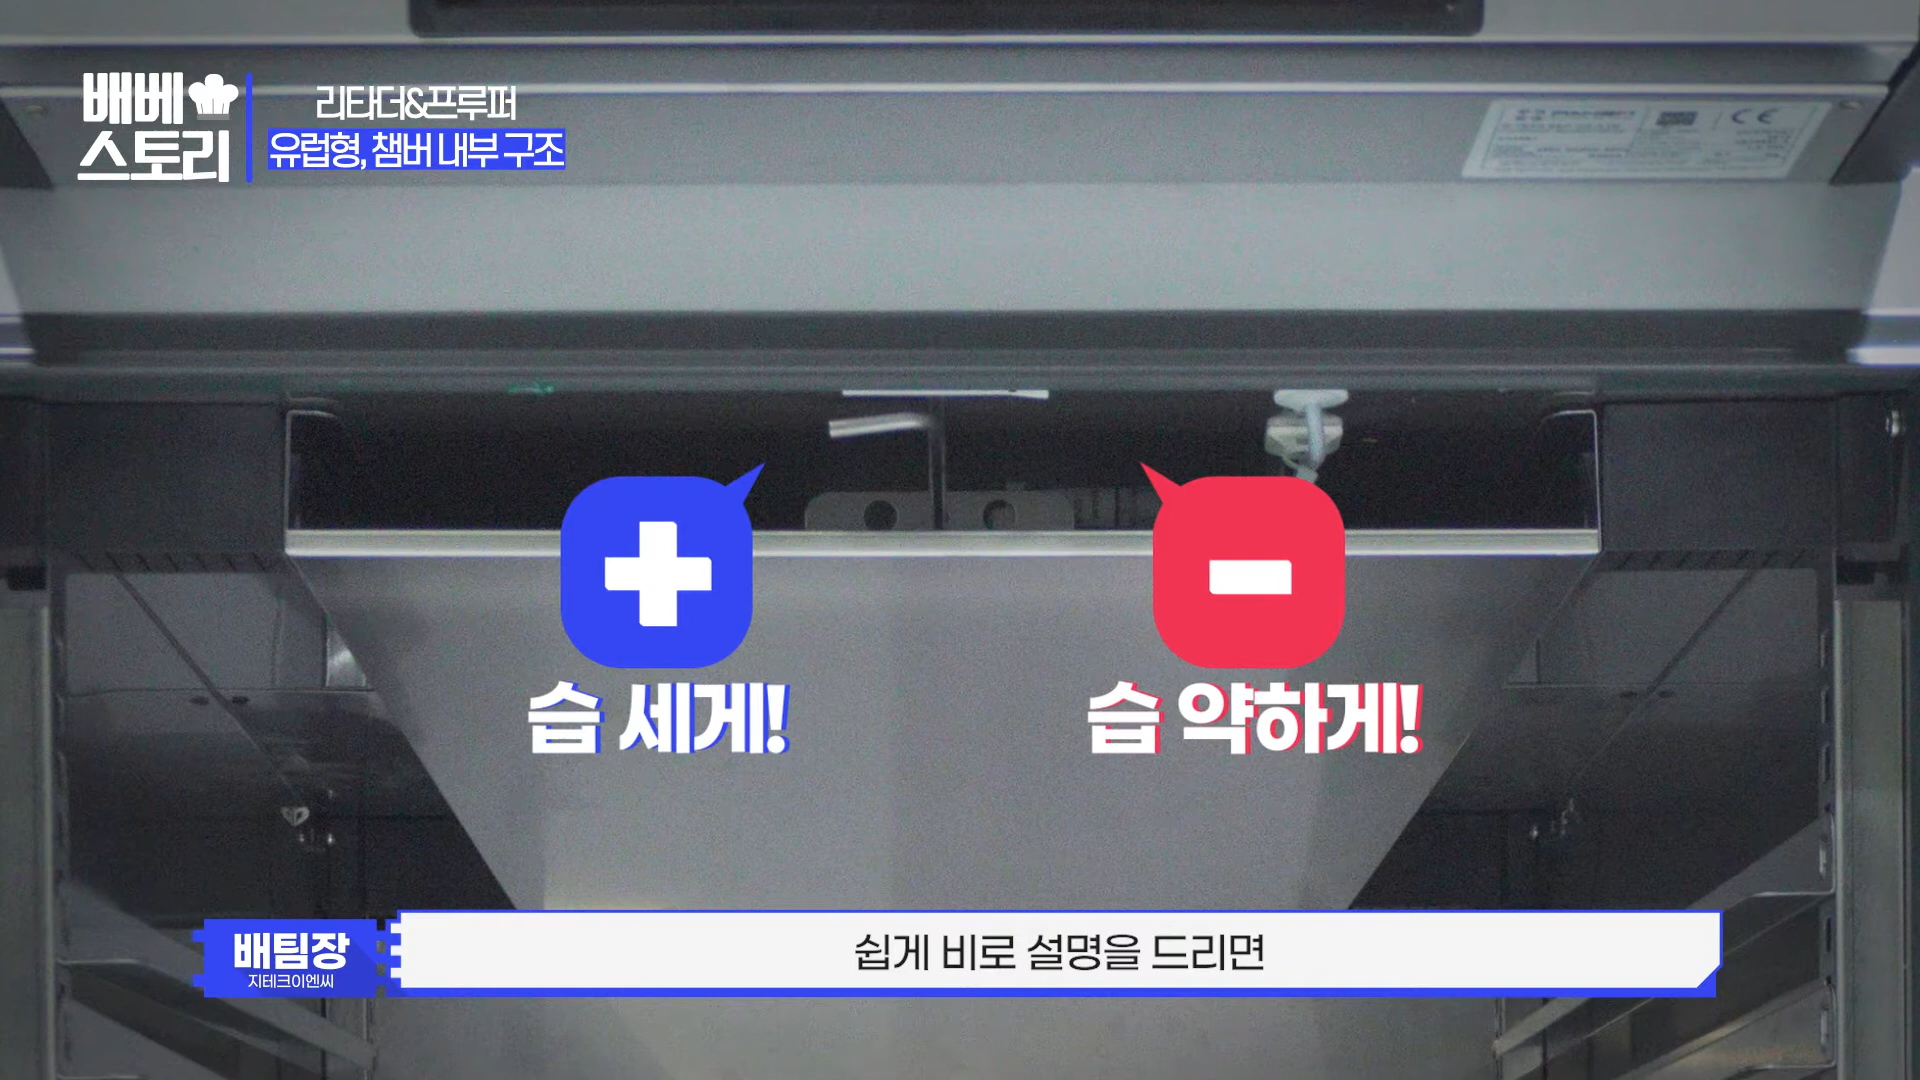 배베
스토리
리타더&프루퍼
유럽형, 챔버 내부 구조
CE
+
-
습 세게!
습 약하게!
배팀장
지테크이엔씨
쉽게 비로 설명을 드리면